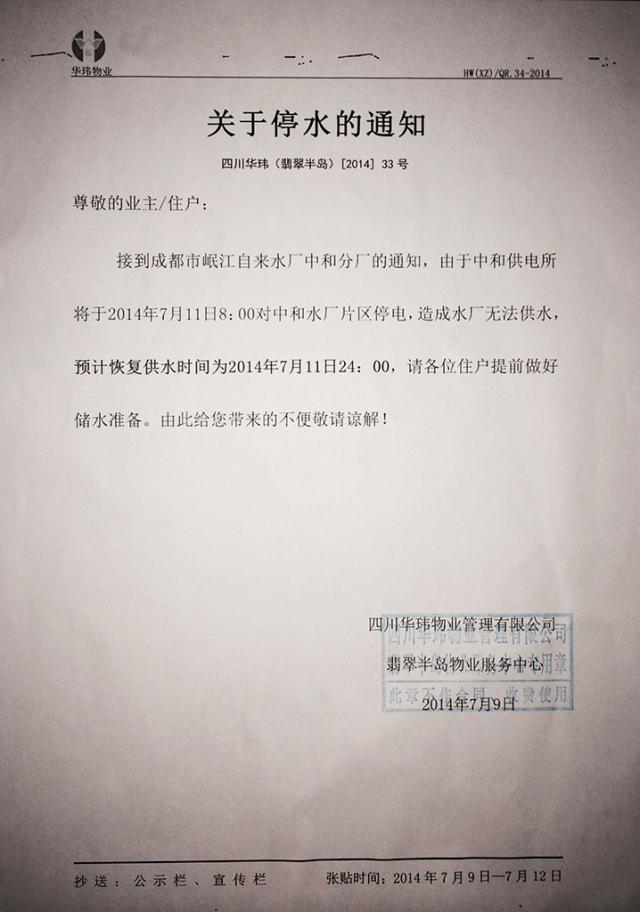 华玮物业
HW(XZ)/QR.34-2014
关于停水的通知
四川华玮（翡翠半岛）[2014] 33 号
尊敬的业主/住户：
接到成都市岷江自来水厂中和分厂的通知，由于中和供电所
将于2014年7月11日8：00对中和水厂片区停电，造成水厂无法供水，
预计恢复供水时间为2014年7月11日24：00，请各位住户提前做好
储水准备。由此给您带来的不便敬请谅解！
四川华玮物业管理有限公司
四川华玮物业管理有限公司
翡翠半岛物业服务中心
2014年7月9日
此章不作合同、收费使用
抄送：公示栏、宣传栏
张贴时间：2014年7月9日—7月12日